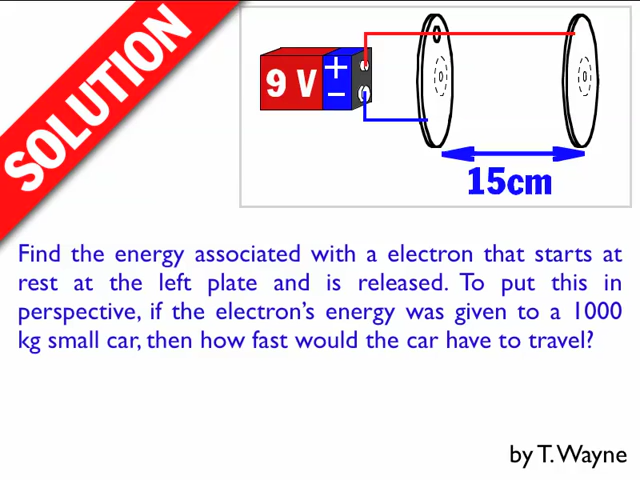 SOLUTION
9 V
+
−
15cm
Find the energy associated with a electron that starts at
rest at the left plate and is released. To put this in
perspective, if the electron's energy was given to a 1000
kg small car, then how fast would the car have to travel?
by T. Wayne